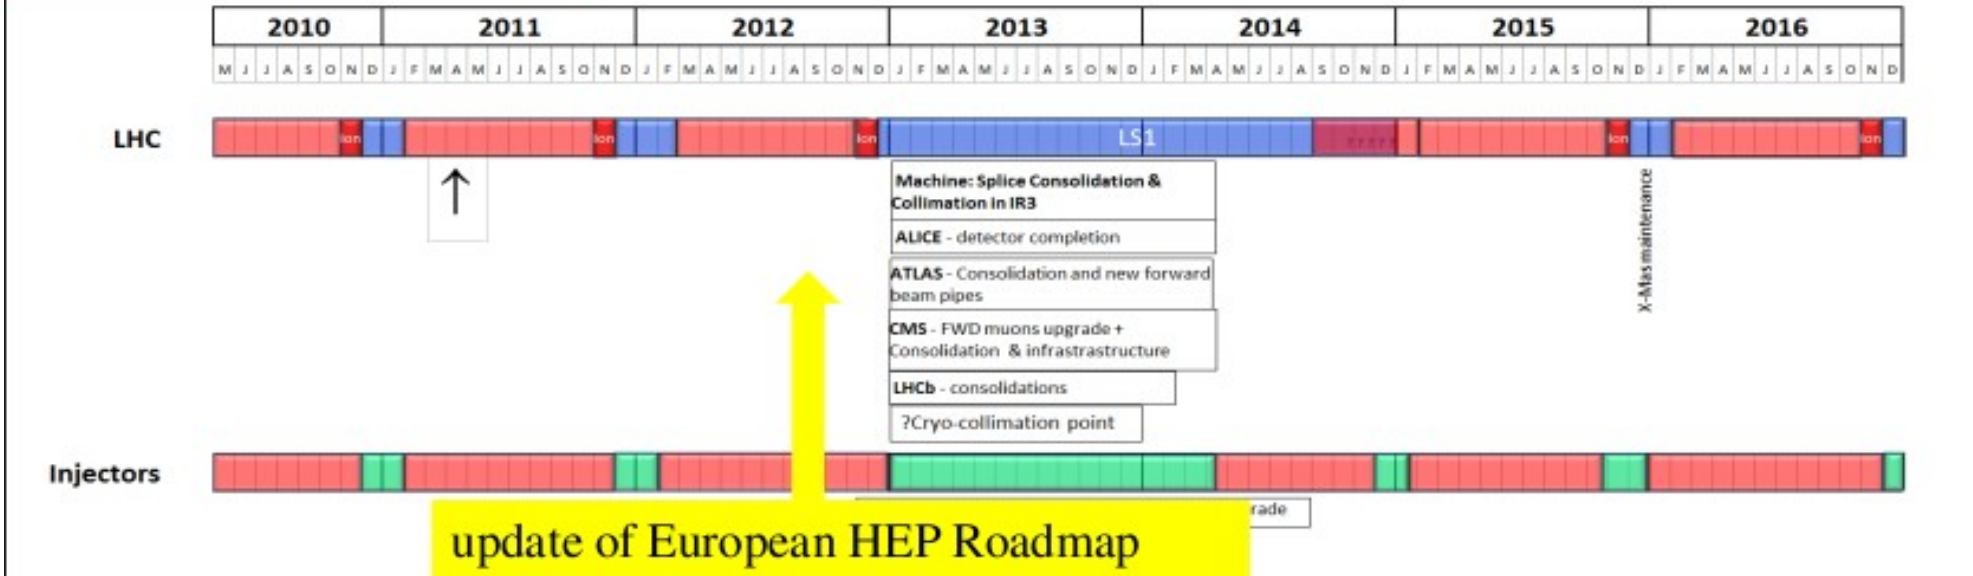 2010 2011 2012 2013 2014 2015 2016
M J J A S O N D J F M A M J J A S O N D J F M A M J J A S O N D J F M A M J J A S O N D J F M A M J J A S O N D J F M A M J J A S O N D J F M A M J J A S O N D
LHC
Ion Ion Ion LS1 Ion Ion
Machine: Splice Consolidation &
Collimation in IR3
ALICE - detector completion
ATLAS - Consolidation and new forward
beam pipes
CMS - FWD muons upgrade +
Consolidation & infrastrastructure
LHCb - consolidations
?Cryo-collimation point
X-Mas maintenance
Injectors
rade
update of European HEP Roadmap